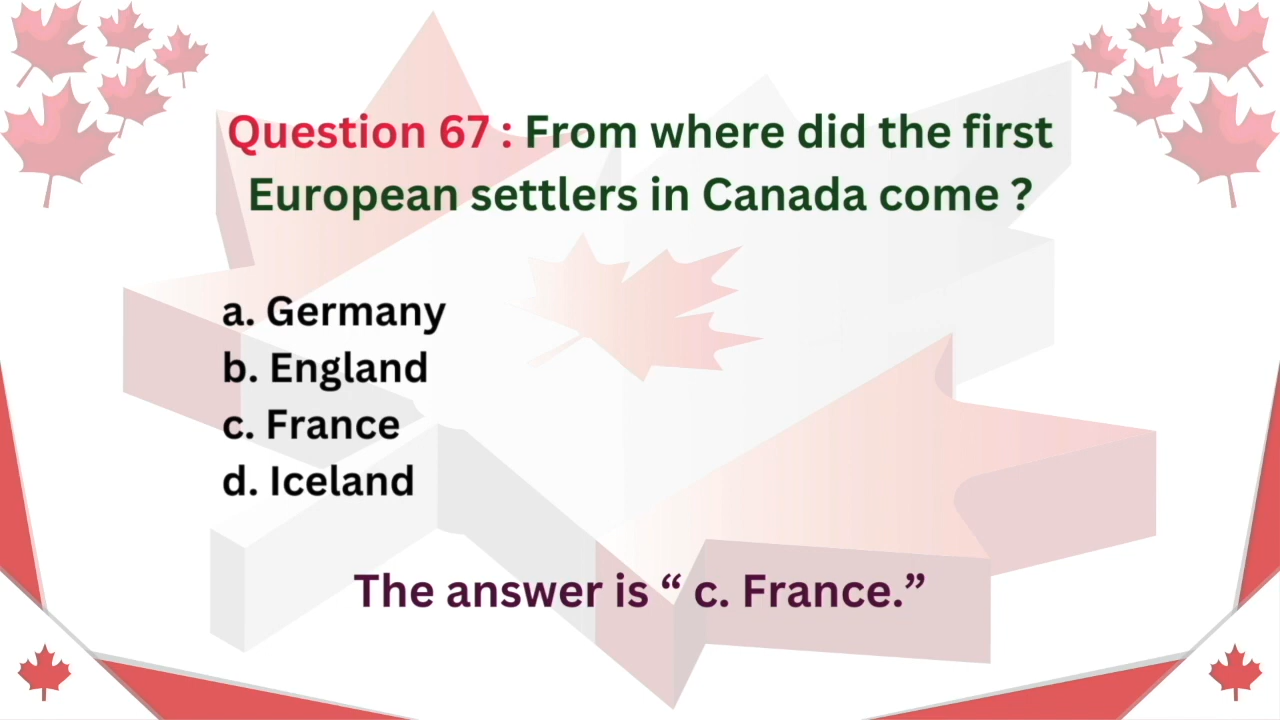 Question 67 : From where did the first
European settlers in Canada come ?
a. Germany
b. England
c. France
d. Iceland
The answer is “ c. France.”